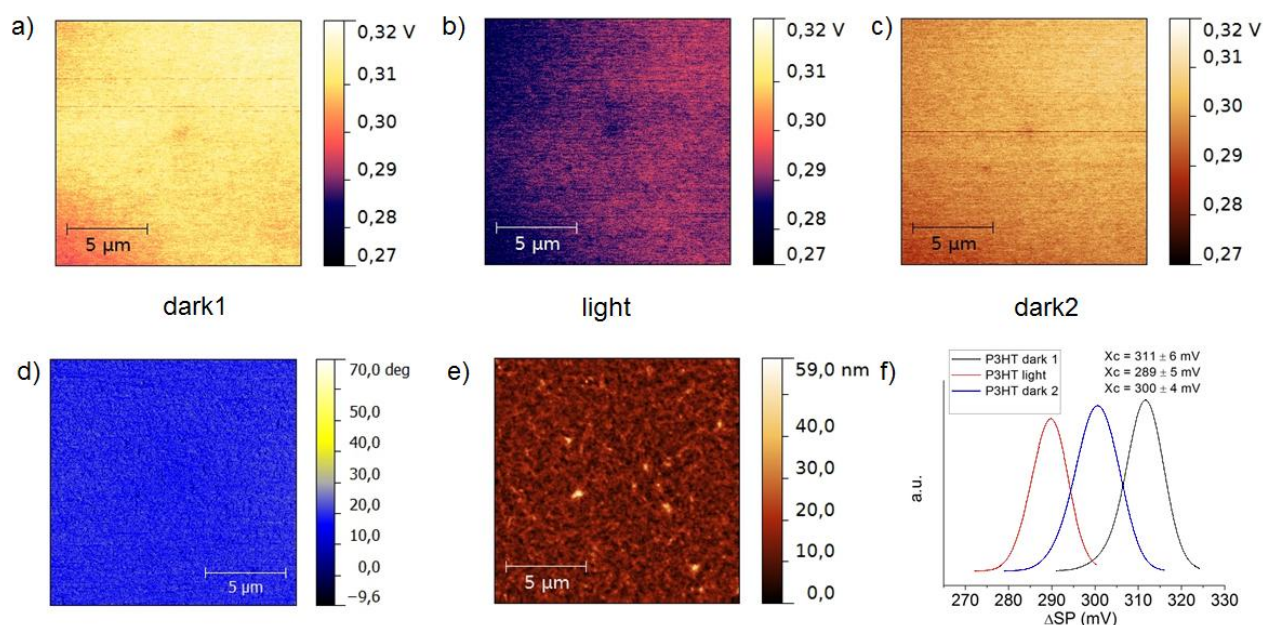 a)
0,32 V
0,31
0,30
0,29
0,28
0,27
5 μm
dark1
b)
0,32 V
0,31
0,30
0,29
0,28
0,27
5 μm
light
c)
0,32 V
0,31
0,30
0,29
0,28
0,27
5 μm
dark2
d)
70,0 deg
60,0
50,0
40,0
30,0
20,0
10,0
0,0
−9,6
5 μm
e)
59,0 nm
40,0
30,0
20,0
10,0
0,0
5 μm
f)
P3HT dark 1
P3HT light
P3HT dark 2
Xc = 311 ± 6 mV
Xc = 289 ± 5 mV
Xc = 300 ± 4 mV
a.u.
270 280 290 300 310 320 330
ΔSP (mV)